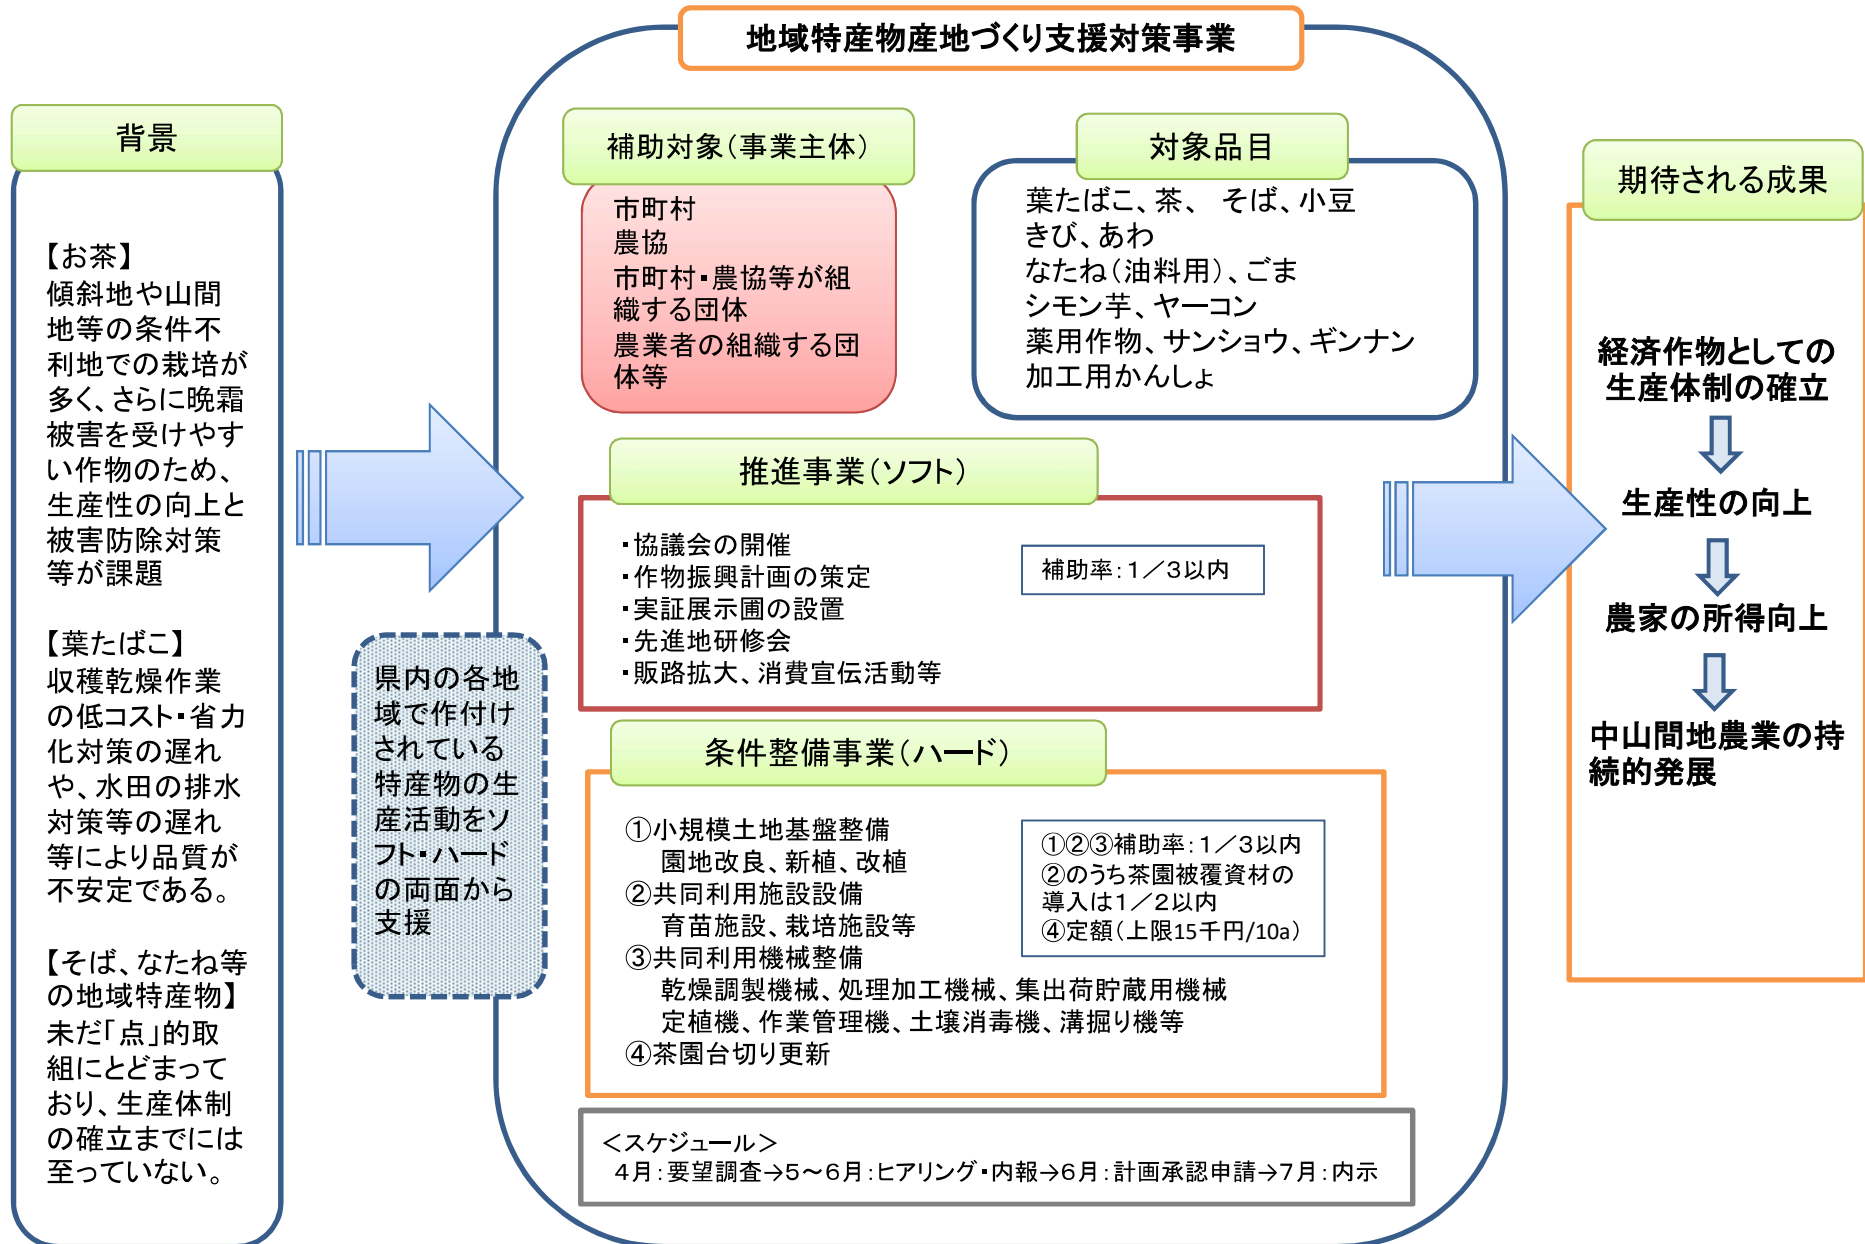 地域特産物産地づくり支援対策事業
背景
【お茶】
傾斜地や山間
地等の条件不
利地での栽培が
多く、さらに晩霜
被害を受けやす
い作物のため、
生産性の向上と
被害防除対策
等が課題
【葉たばこ】
収穫乾燥作業
の低コスト・省力
化対策の遅れ
や、水田の排水
対策等の遅れ
等により品質が
不安定である。
【そば、なたね等
の地域特産物】
未だ「点」的取
組にとどまって
おり、生産体制
の確立までには
至っていない。
県内の各地
域で作付け
されている
特産物の生
産活動をソ
フト・ハード
の両面から
支援
補助対象（事業主体）
市町村
農協
市町村・農協等が組
織する団体
農業者の組織する団
体等
対象品目
葉たばこ、茶、 そば、小豆
きび、あわ
なたね（油料用）、ごま
シモン芋、ヤーコン
薬用作物、サンショウ、ギンナン
加工用かんしょ
推進事業（ソフト）
・協議会の開催
・作物振興計画の策定
・実証展示圃の設置
・先進地研修会
・販路拡大、消費宣伝活動等
補助率：１／３以内
条件整備事業（ハード）
①小規模土地基盤整備
園地改良、新植、改植
②共同利用施設設備
育苗施設、栽培施設等
③共同利用機械整備
乾燥調製機械、処理加工機械、集出荷貯蔵用機械
定植機、作業管理機、土壌消毒機、溝掘り機等
④茶園台切り更新
①②③補助率：１／３以内
②のうち茶園被覆資材の
導入は１／２以内
④定額（上限15千円/10a）
＜スケジュール＞
４月：要望調査→５～６月：ヒアリング・内報→６月：計画承認申請→７月：内示
期待される成果
経済作物としての
生産体制の確立
生産性の向上
農家の所得向上
中山間地農業の持
続的発展